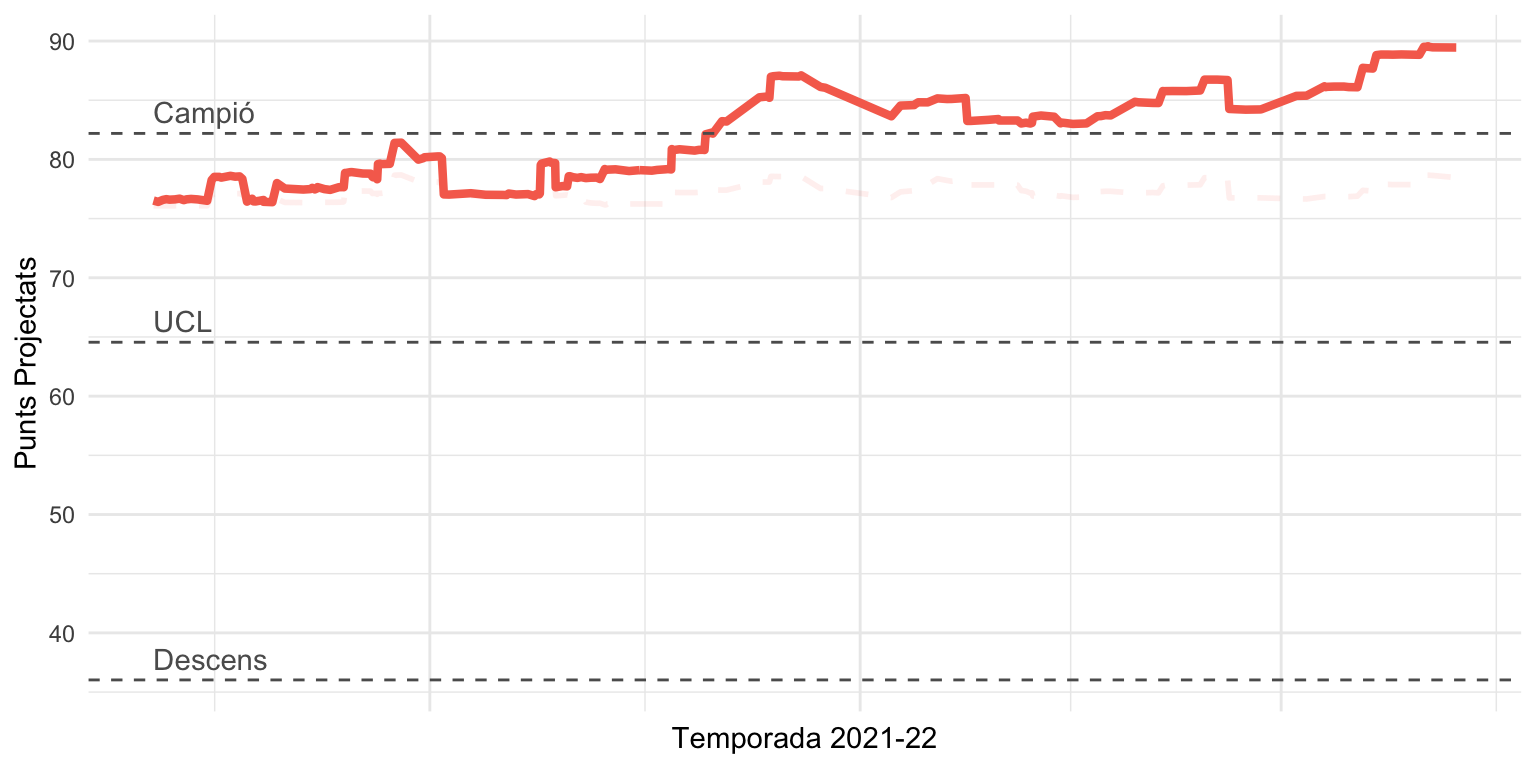 90
Campió
80
70
UCL
60
50
40
Descens
Punts Projectats
Temporada 2021-22